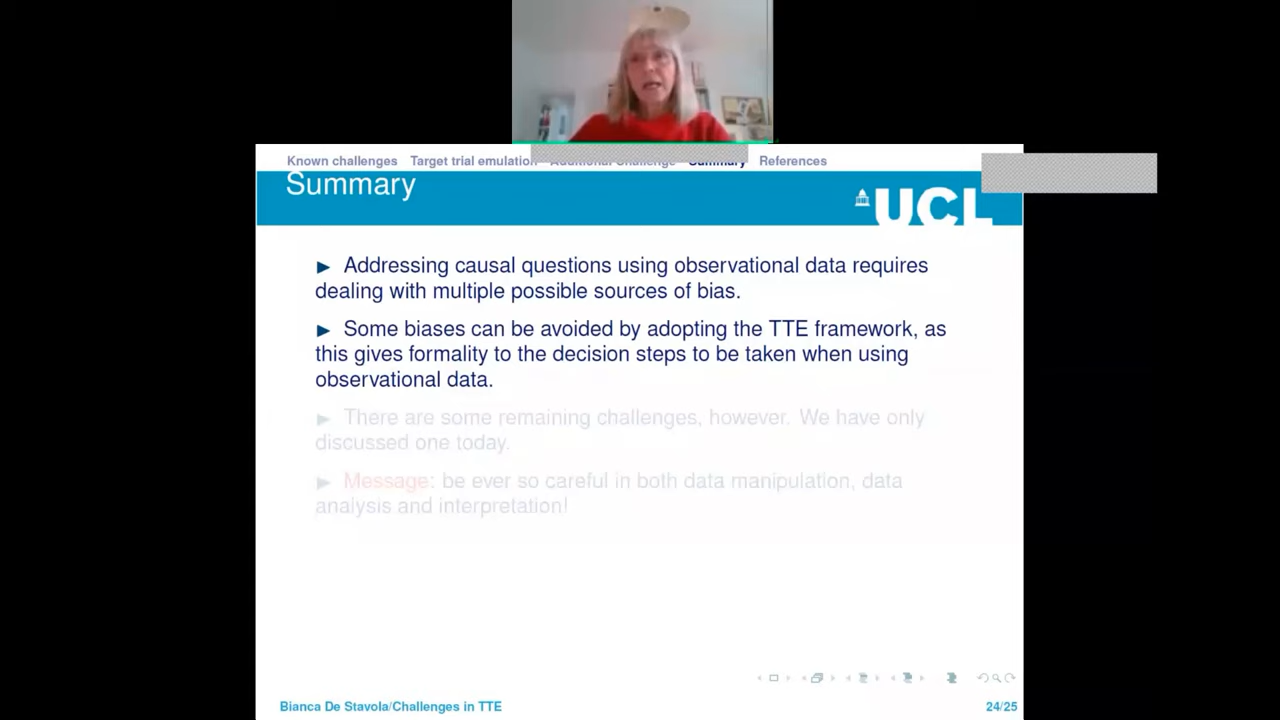 Known challenges Target trial emulation Additional Challenge Summary References
Summary
UCL
► Addressing causal questions using observational data requires
dealing with multiple possible sources of bias.
► Some biases can be avoided by adopting the TTE framework, as
this gives formality to the decision steps to be taken when using
observational data.
► There are some remaining challenges, however. We have only
discussed one today.
► Message: be ever so careful in both data manipulation, data
analysis and interpretation!
Bianca De Stavola/Challenges in TTE
24/25